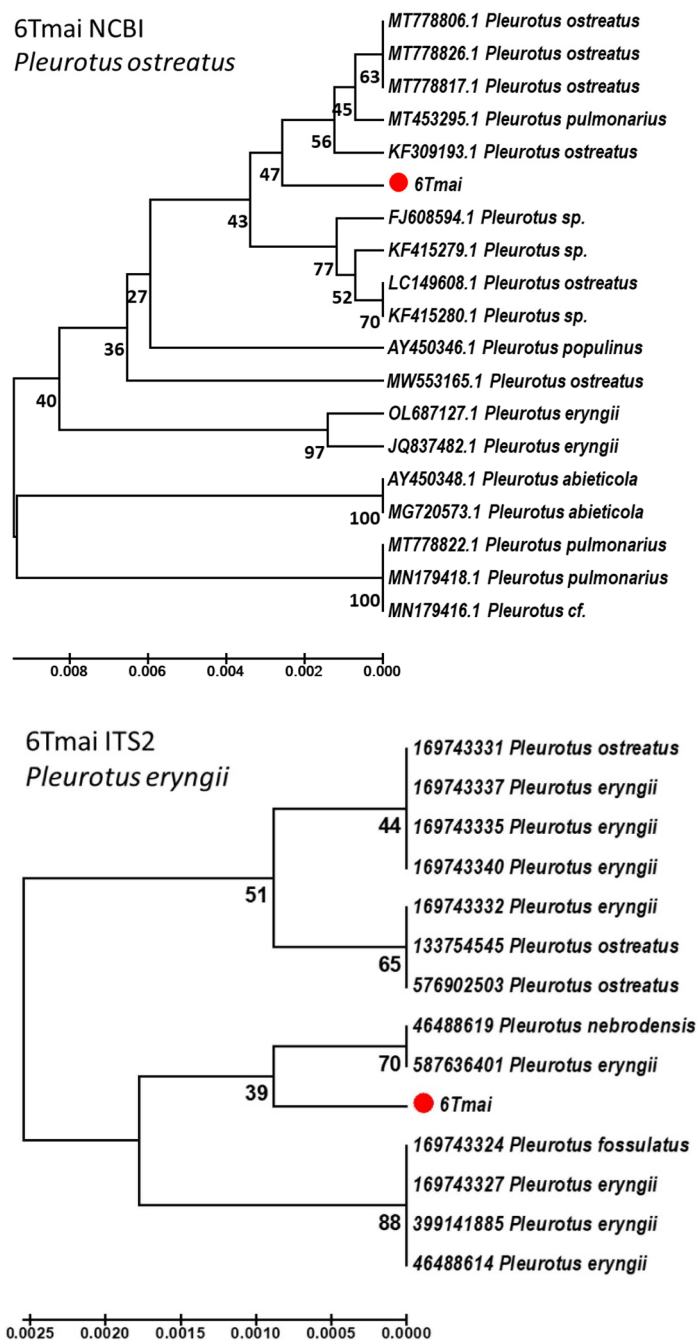 6Tmai NCBI
Pleurotus ostreatus
MT778806.1 Pleurotus ostreatus
MT778826.1 Pleurotus ostreatus
63
MT778817.1 Pleurotus ostreatus
45
MT453295.1 Pleurotus pulmonarius
56
KF309193.1 Pleurotus ostreatus
47
6Tmai
43
FJ608594.1 Pleurotus sp.
KF415279.1 Pleurotus sp.
77
LC149608.1 Pleurotus ostreatus
52
27
KF415280.1 Pleurotus sp.
70
36
AY450346.1 Pleurotus populinus
MW553165.1 Pleurotus ostreatus
40
OL687127.1 Pleurotus eryngii
JQ837482.1 Pleurotus eryngii
97
AY450348.1 Pleurotus abieticola
MG720573.1 Pleurotus abieticola
100
MT778822.1 Pleurotus pulmonarius
MN179418.1 Pleurotus pulmonarius
100
MN179416.1 Pleurotus cf.
0.008 0.006 0.004 0.002 0.000
6Tmai ITS2
Pleurotus eryngii
169743331 Pleurotus ostreatus
169743337 Pleurotus eryngii
44
169743335 Pleurotus eryngii
169743340 Pleurotus eryngii
51
169743332 Pleurotus eryngii
133754545 Pleurotus ostreatus
65
576902503 Pleurotus ostreatus
46488619 Pleurotus nebrodensis
70
587636401 Pleurotus eryngii
39
6Tmai
169743324 Pleurotus fossulatus
169743327 Pleurotus eryngii
88
399141885 Pleurotus eryngii
46488614 Pleurotus eryngii
0.0025 0.0020 0.0015 0.0010 0.0005 0.0000